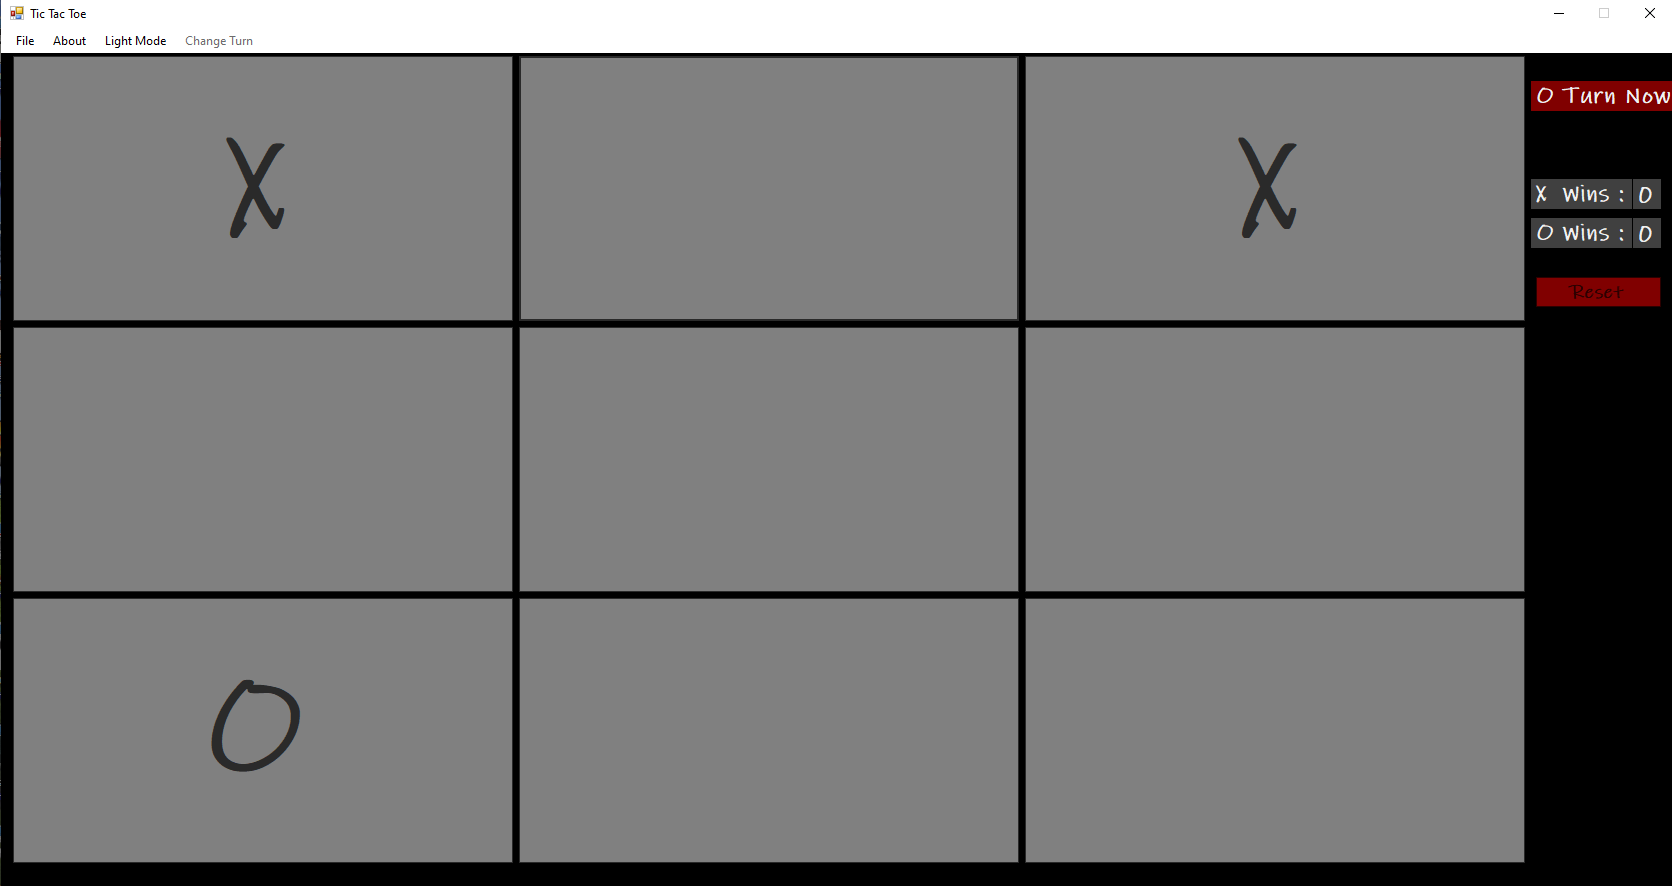 Tic Tac Toe
File About Light Mode Change Turn
X X
O Turn Now
X Wins : 0
O Wins : 0
Reset
O